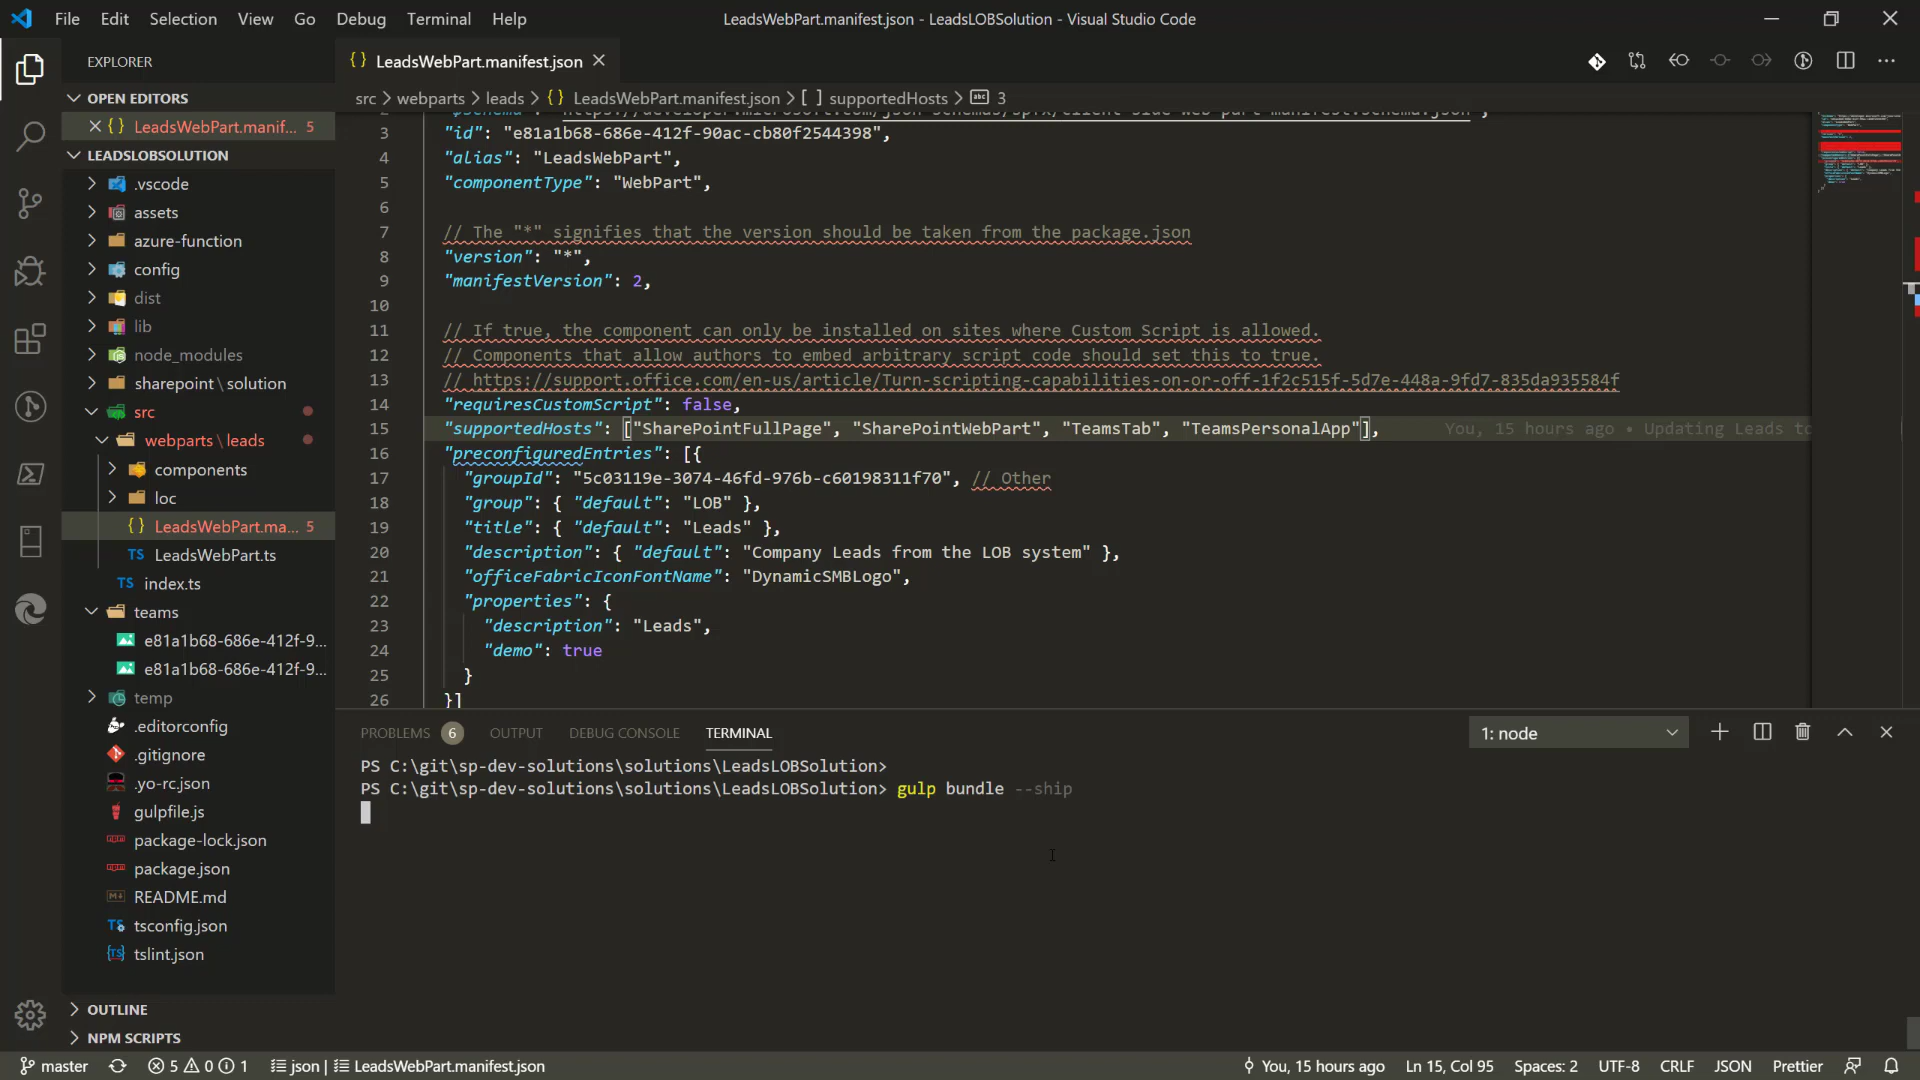 File Edit Selection View Go Debug Terminal Help
LeadsWebPart.manifest.json - LeadsLOBSolution - Visual Studio Code
EXPLORER
OPEN EDITORS
{ } LeadsWebPart.manif... 5
LEADSLOBSOLUTION
.vscode
assets
azure-function
config
dist
lib
node_modules
sharepoint \ solution
src
webparts \ leads
components
loc
{ } LeadsWebPart.ma... 5
TS LeadsWebPart.ts
TS index.ts
teams
e81a1b68-686e-412f-9...
e81a1b68-686e-412f-9...
temp
.editorconfig
.gitignore
.yo-rc.json
gulpfile.js
package-lock.json
package.json
README.md
tsconfig.json
tslint.json
OUTLINE
NPM SCRIPTS
{ } LeadsWebPart.manifest.json
src > webparts > leads > { } LeadsWebPart.manifest.json > [ ] supportedHosts > abc 3
3 "id": "e81a1b68-686e-412f-90ac-cb80f2544398",
4 "alias": "LeadsWebPart",
5 "componentType": "WebPart",
6
7 // The "*" signifies that the version should be taken from the package.json
8 "version": "*",
9 "manifestVersion": 2,
10
11 // If true, the component can only be installed on sites where Custom Script is allowed.
12 // Components that allow authors to embed arbitrary script code should set this to true.
13 // https://support.office.com/en-us/article/Turn-scripting-capabilities-on-or-off-1f2c515f-5d7e-448a-9fd7-835da935584f
14 "requiresCustomScript": false,
15 "supportedHosts": ["SharePointFullPage", "SharePointWebPart", "TeamsTab", "TeamsPersonalApp"], You, 15 hours ago • Updating Leads to
16 "preconfiguredEntries": [{
17 "groupId": "5c03119e-3074-46fd-976b-c60198311f70", // Other
18 "group": { "default": "LOB" },
19 "title": { "default": "Leads" },
20 "description": { "default": "Company Leads from the LOB system" },
21 "officeFabricIconFontName": "DynamicSMBLogo",
22 "properties": {
23 "description": "Leads",
24 "demo": true
25 }
26 }]
PROBLEMS 6 OUTPUT DEBUG CONSOLE TERMINAL
1: node
PS C:\git\sp-dev-solutions\solutions\LeadsLOBSolution>
PS C:\git\sp-dev-solutions\solutions\LeadsLOBSolution> gulp bundle --ship
master 5 0 1 json | LeadsWebPart.manifest.json
You, 15 hours ago Ln 15, Col 95 Spaces: 2 UTF-8 CRLF JSON Prettier